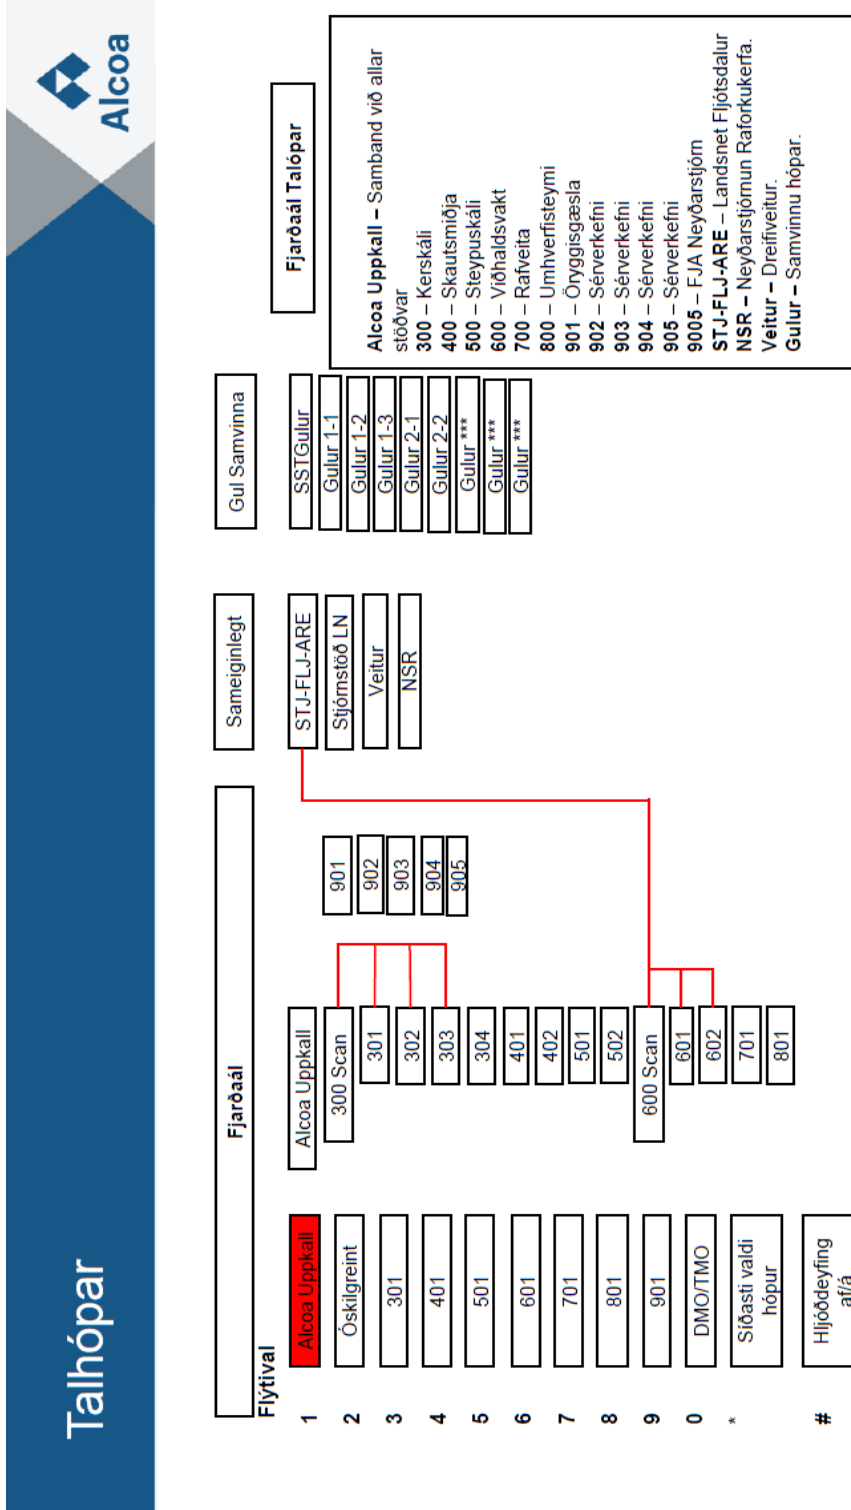 Talhópar
Alcoa
Fjarðaál
Sameiginlegt
Gul Samvinna
Fjarðaál Talópar
Flýtival
1
Alcoa Uppkall
2
Óskilgreint
3
301
4
401
5
501
6
601
7
701
8
801
9
901
0
DMO/TMO
*
Síðasti valdi
hópur
#
Hljóðdeyfing
af/á
Alcoa Uppkall
300 Scan
301
302
303
304
401
402
501
502
600 Scan
601
602
701
801
901
902
903
904
905
STJ-FLJ-ARE
Stjórnstöð LN
Veitur
NSR
SSTGulur
Gulur 1-1
Gulur 1-2
Gulur 1-3
Gulur 2-1
Gulur 2-2
Gulur ***
Gulur ***
Gulur ***
Alcoa Uppkall – Samband við allar
stöðvar
300 – Kerskáli
400 – Skautsmiðja
500 – Steypuskáli
600 – Viðhaldsvakt
700 – Rafveita
800 – Umhverfisteymi
901 – Öryggisgæsla
902 – Sérverkefni
903 – Sérverkefni
904 – Sérverkefni
905 – Sérverkefni
9005 – FJA Neyðarstjórn
STJ-FLJ-ARE – Landsnet Fljótsdalur
NSR – Neyðarstjórnun Raforkukerfa.
Veitur – Dreifiveitur.
Gulur – Samvinnu hópar.